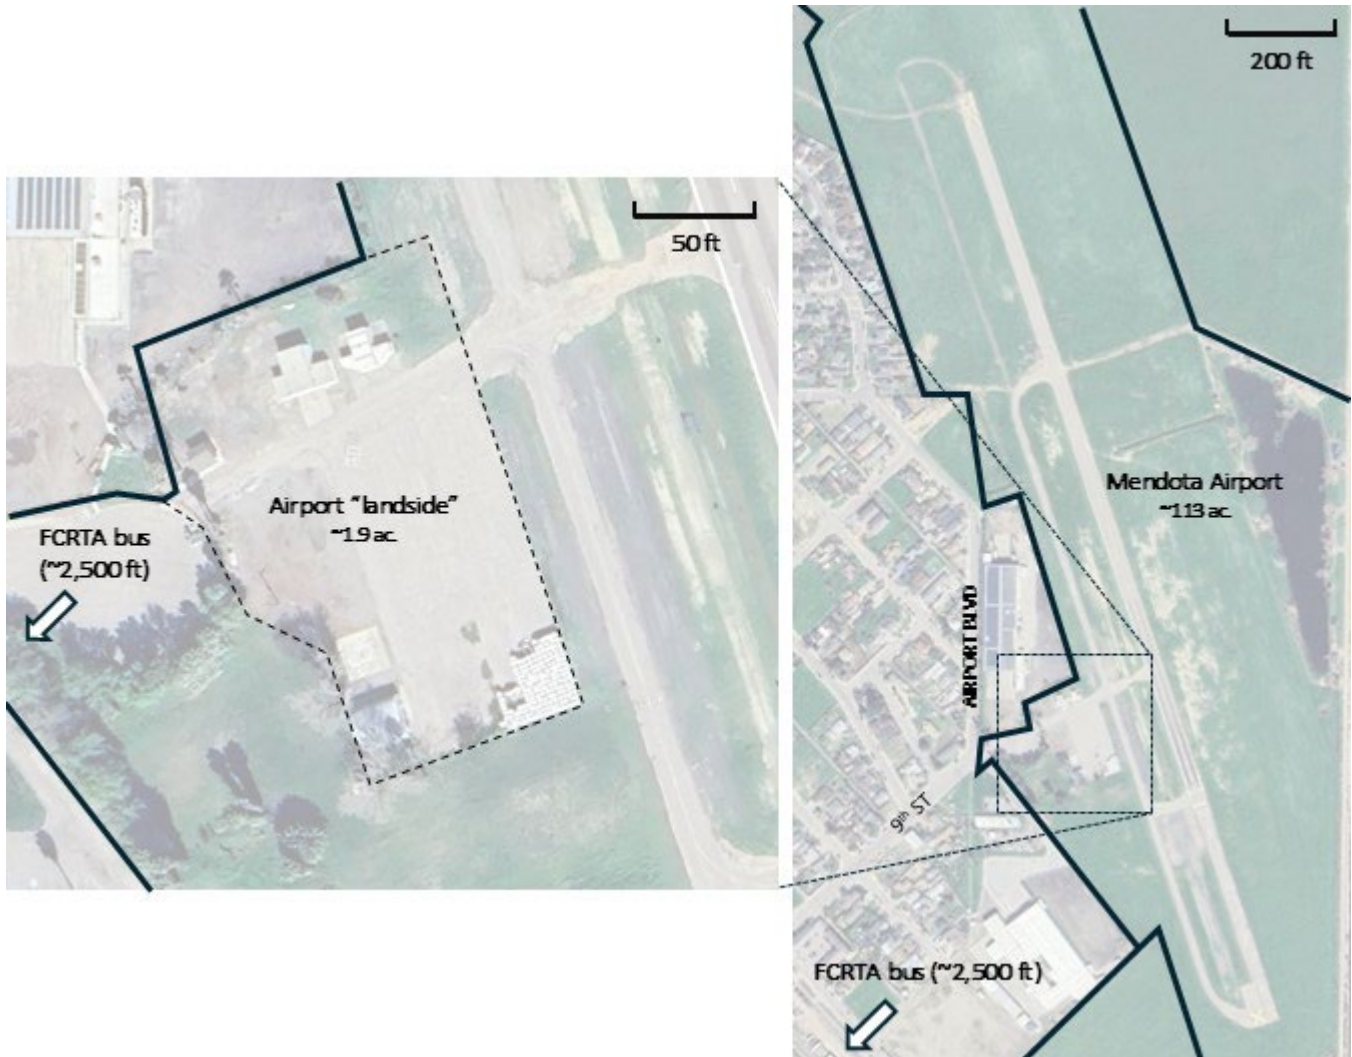 50 ft
Airport “landside”
~1.9 ac.
FCRTA bus
(~2,500 ft)
200 ft
Mendota Airport
~113 ac.
AIRPORT BLVD
9th ST
FCRTA bus (~2,500 ft)